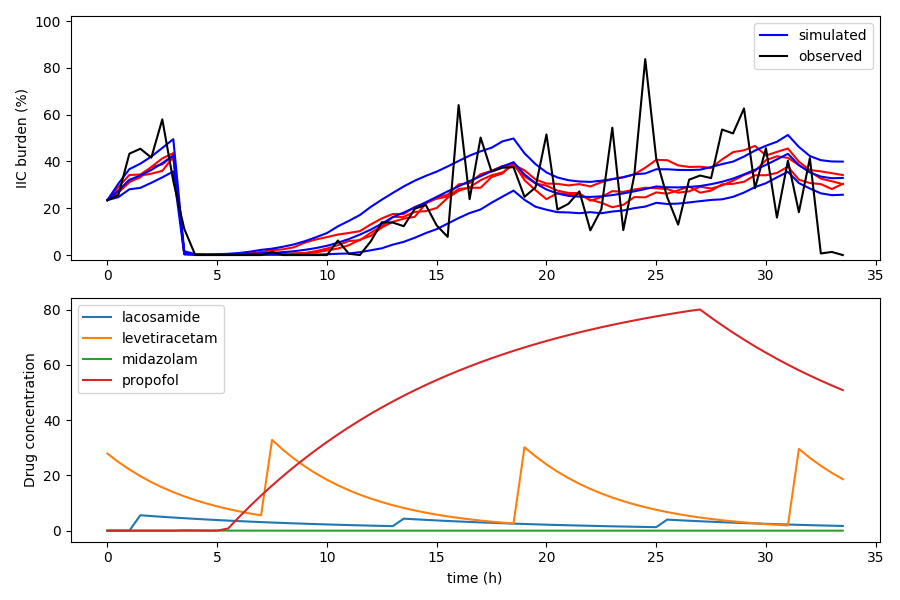 100
80
60
40
20
0
IIC burden (%)
simulated
observed
0 5 10 15 20 25 30 35
80
60
40
20
0
Drug concentration
lacosamide
levetiracetam
midazolam
propofol
0 5 10 15 20 25 30 35
time (h)